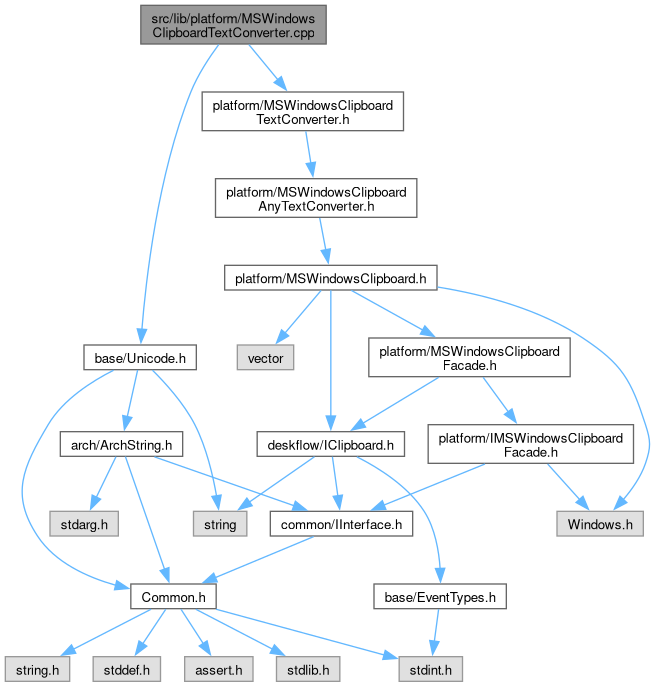 src/lib/platform/MSWindows
ClipboardTextConverter.cpp
platform/MSWindowsClipboard
TextConverter.h
platform/MSWindowsClipboard
AnyTextConverter.h
platform/MSWindowsClipboard.h
base/Unicode.h
vector
platform/MSWindowsClipboard
Facade.h
arch/ArchString.h
deskflow/IClipboard.h
platform/IMSWindowsClipboard
Facade.h
stdarg.h
string
common/IInterface.h
Windows.h
Common.h
base/EventTypes.h
string.h
stddef.h
assert.h
stdlib.h
stdint.h